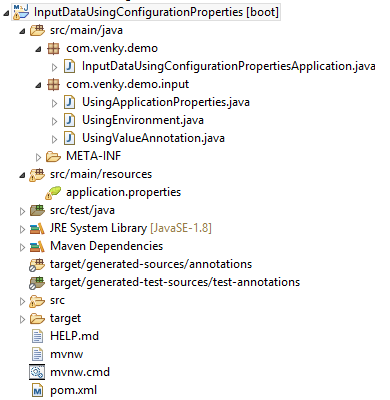 InputDataUsingConfigurationProperties [boot]
src/main/java
com.venky.demo
InputDataUsingConfigurationPropertiesApplication.java
com.venky.demo.input
UsingApplicationProperties.java
UsingEnvironment.java
UsingValueAnnotation.java
META-INF
src/main/resources
application.properties
src/test/java
JRE System Library [JavaSE-1.8]
Maven Dependencies
target/generated-sources/annotations
target/generated-test-sources/test-annotations
src
target
HELP.md
mvnw
mvnw.cmd
pom.xml